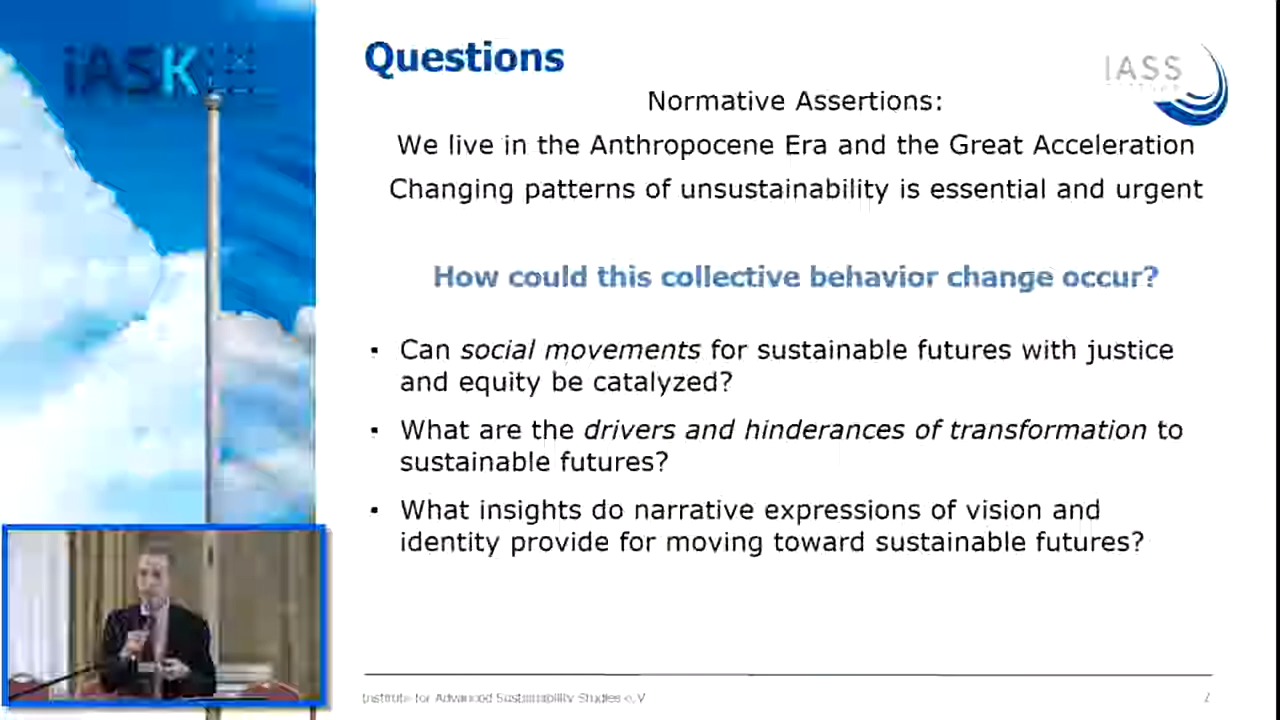 iASK
Questions
IASS
Normative Assertions:
We live in the Anthropocene Era and the Great Acceleration
Changing patterns of unsustainability is essential and urgent
How could this collective behavior change occur?
▪ Can social movements for sustainable futures with justice
and equity be catalyzed?
▪ What are the drivers and hinderances of transformation to
sustainable futures?
▪ What insights do narrative expressions of vision and
identity provide for moving toward sustainable futures?
Institute for Advanced Sustainability Studies e.V